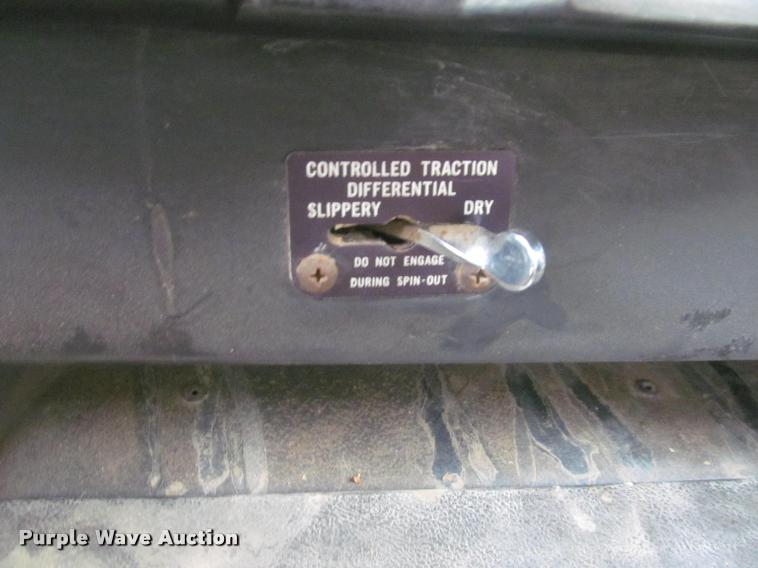 CONTROLLED TRACTION
DIFFERENTIAL
SLIPPERY DRY
DO NOT ENGAGE
DURING SPIN-OUT
Purple Wave Auction